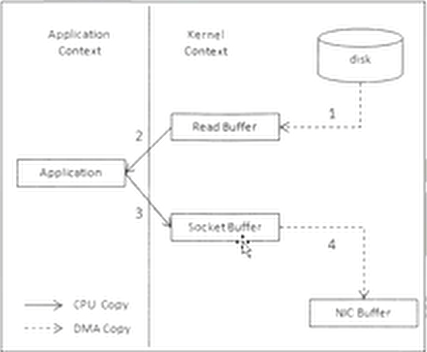 Application
Context
Kernel
Context
disk
1
Read Buffer
2
Application
3
Socket Buffer
4
NIC Buffer
CPU Copy
DMA Copy